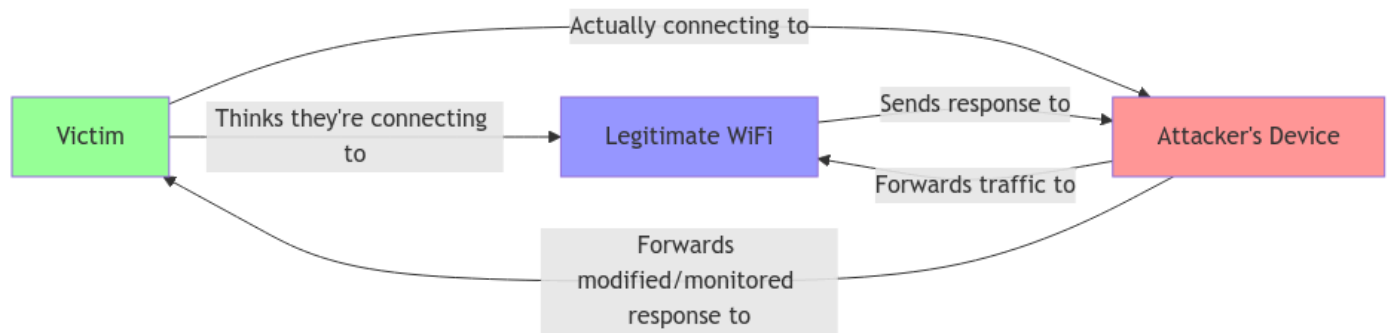 Actually connecting to
Victim
Thinks they're connecting
to
Legitimate WiFi
Sends response to
Attacker's Device
Forwards traffic to
Forwards
modified/monitored
response to